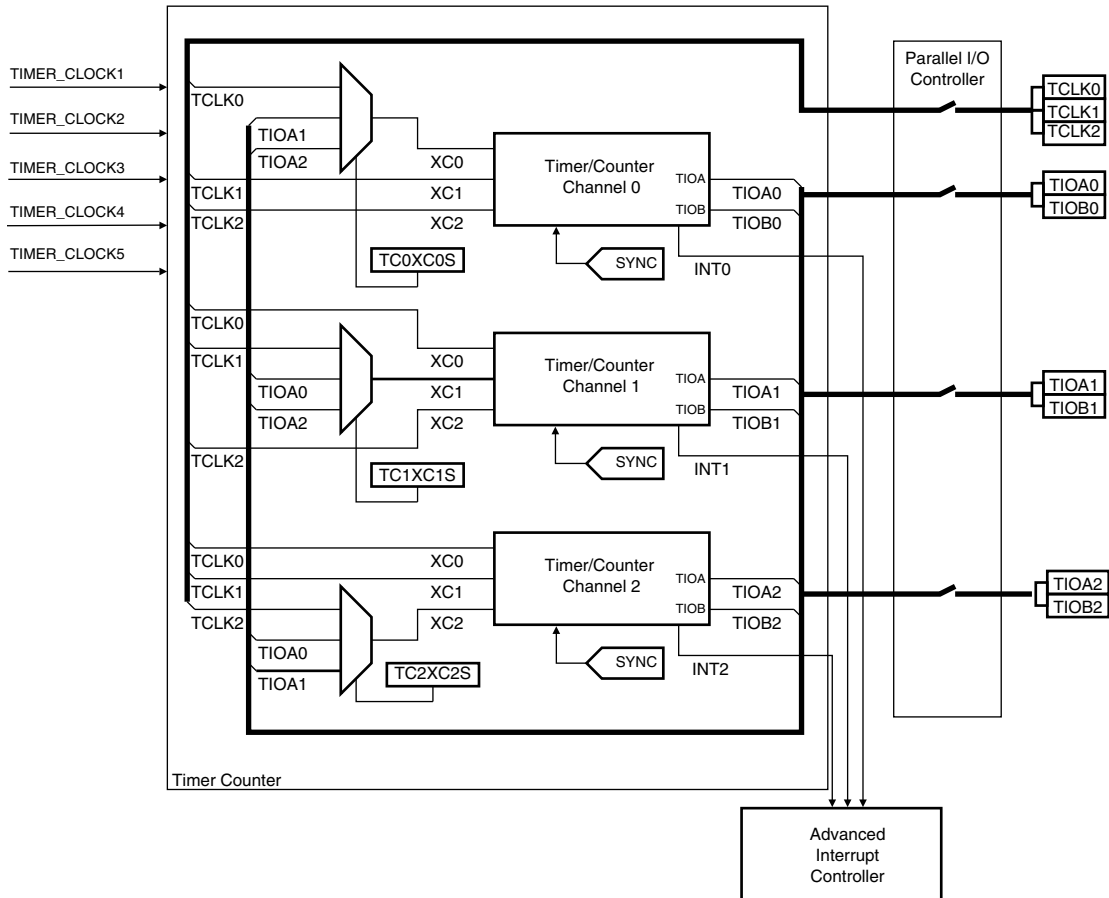 TIMER_CLOCK1
TIMER_CLOCK2
TIMER_CLOCK3
TIMER_CLOCK4
TIMER_CLOCK5
TCLK0
TIOA1
TIOA2
TCLK1
TCLK2
XC0
XC1
XC2
TC0XC0S
Timer/Counter
Channel 0
TIOA
TIOB
TIOA0
TIOB0
SYNC
INT0
TCLK0
TCLK1
TIOA0
TIOA2
TCLK2
XC0
XC1
XC2
TC1XC1S
Timer/Counter
Channel 1
TIOA
TIOB
TIOA1
TIOB1
SYNC
INT1
TCLK0
TCLK1
TCLK2
TIOA0
TIOA1
XC0
XC1
XC2
TC2XC2S
Timer/Counter
Channel 2
TIOA
TIOB
TIOA2
TIOB2
SYNC
INT2
Timer Counter
Parallel I/O
Controller
TCLK0
TCLK1
TCLK2
TIOA0
TIOB0
TIOA1
TIOB1
TIOA2
TIOB2
Advanced
Interrupt
Controller